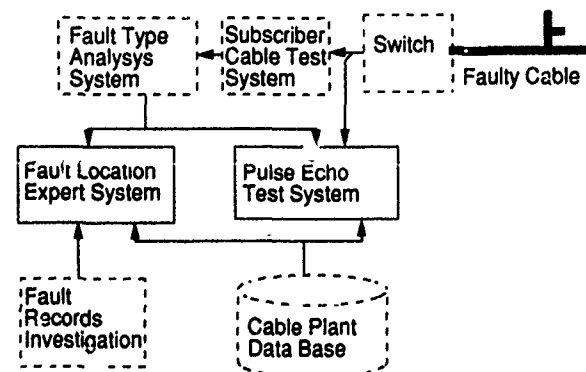 Fault Type
Analysys
System
Subscriber
Cable Test
System
Switch
Faulty Cable
Fault Location
Expert System
Pulse Echo
Test System
Fault
Records
Investigation
Cable Plant
Data Base